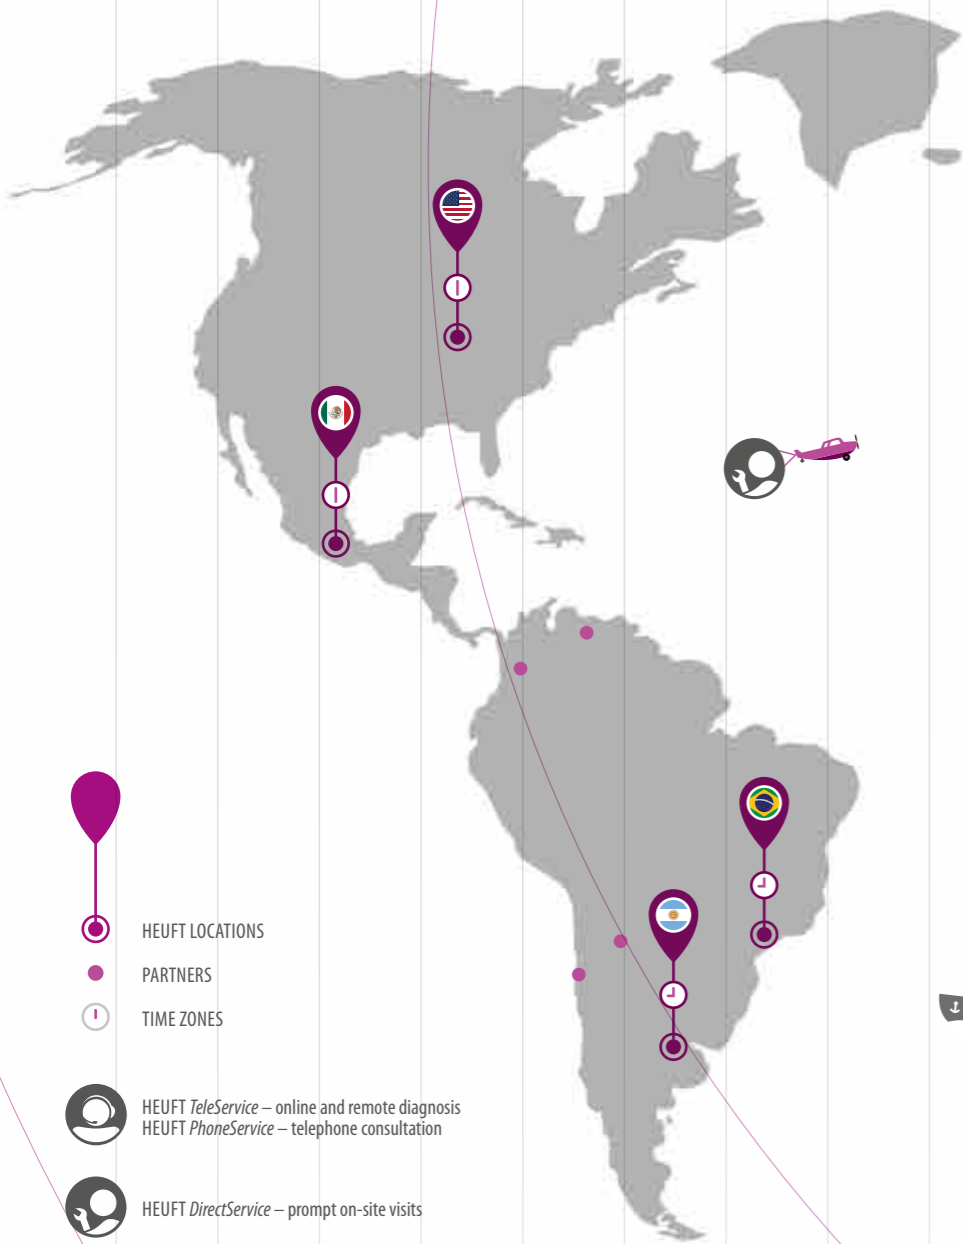 HEUFT LOCATIONS
PARTNERS
TIME ZONES
HEUFT TeleService – online and remote diagnosis
HEUFT PhoneService – telephone consultation
HEUFT DirectService – prompt on-site visits